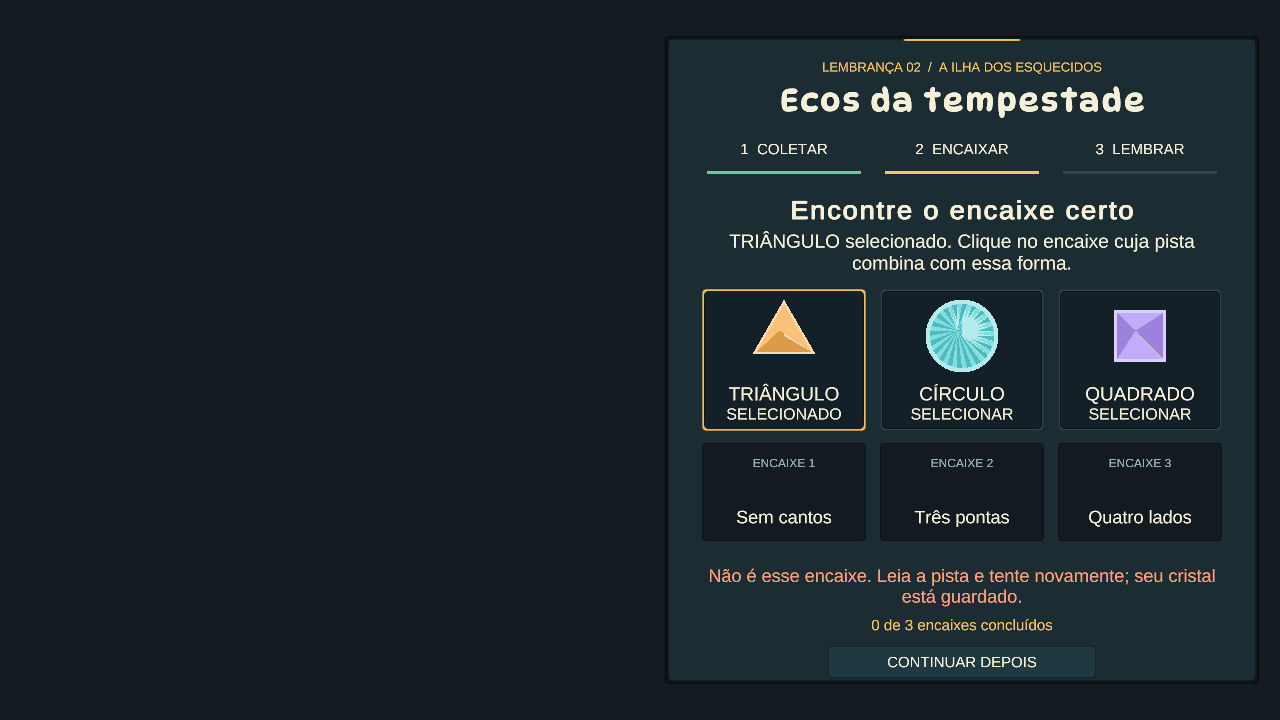 LEMBRANÇA 02 / A ILHA DOS ESQUECIDOS
Ecos da tempestade
1 COLETAR
2 ENCAIXAR
3 LEMBRAR
Encontre o encaixe certo
TRIÂNGULO selecionado. Clique no encaixe cuja pista
combina com essa forma.
TRIÂNGULO
SELECIONADO
CÍRCULO
SELECIONAR
QUADRADO
SELECIONAR
ENCAIXE 1
Sem cantos
ENCAIXE 2
Três pontas
ENCAIXE 3
Quatro lados
Não é esse encaixe. Leia a pista e tente novamente; seu cristal
está guardado.
0 de 3 encaixes concluídos
CONTINUAR DEPOIS